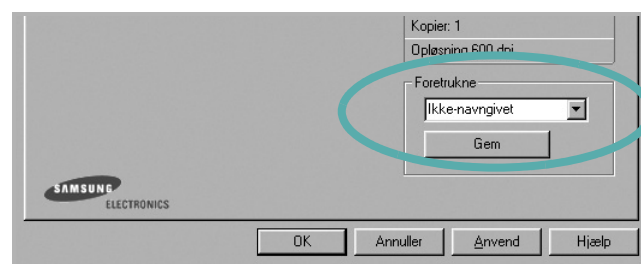 Kopier: 1
Opløsning 600 dpi
Foretrukne
Ikke-navngivet
Gem
SAMSUNG
ELECTRONICS
OK Annuller Anvend Hjælp